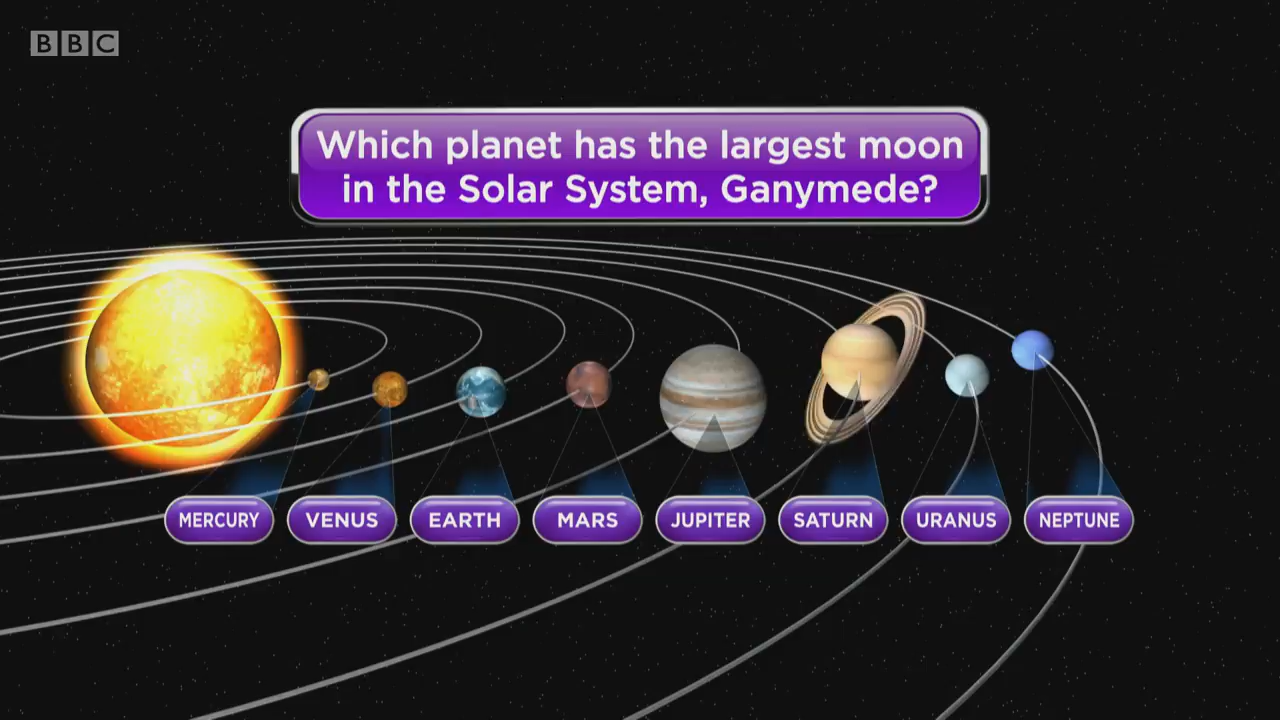 BBC
Which planet has the largest moon
in the Solar System, Ganymede?
MERCURY VENUS EARTH MARS JUPITER SATURN URANUS NEPTUNE